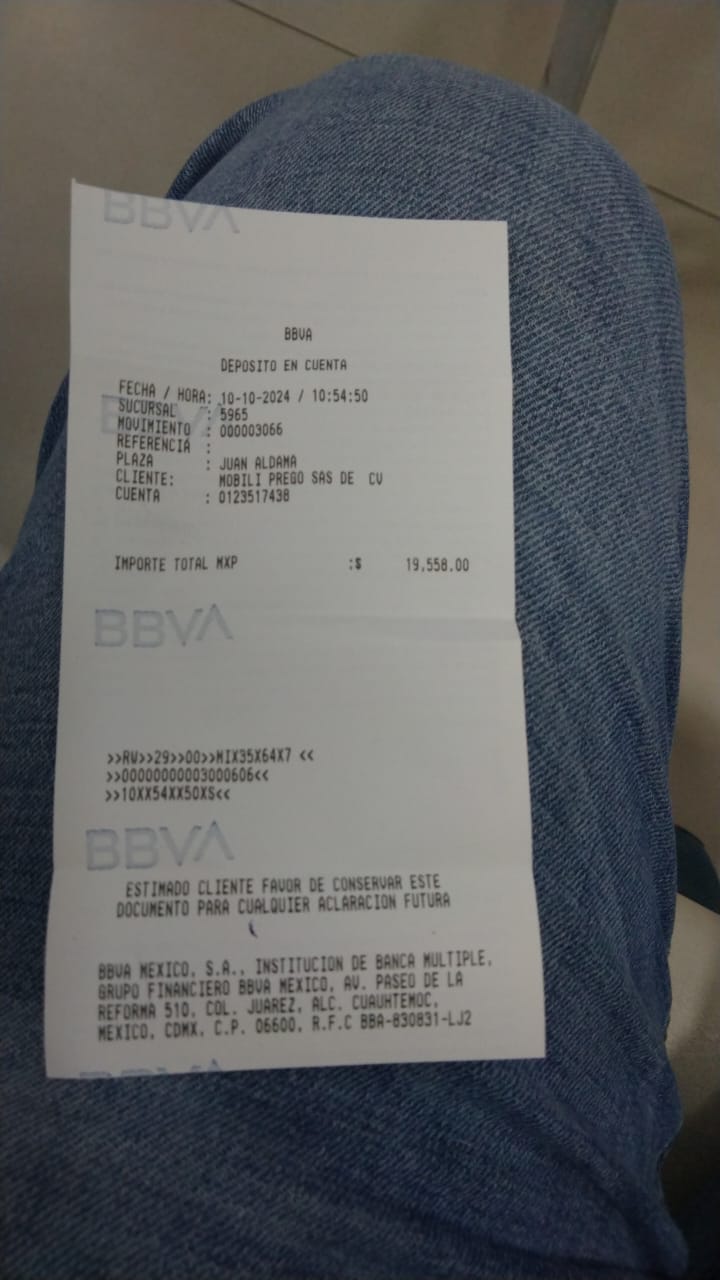 BBVA
BBVA
DEPOSITO EN CUENTA
FECHA / HORA: 10-10-2024 / 10:54:50
SUCURSAL : 5965
MOVIMIENTO : 000003066
REFERENCIA :
PLAZA : JUAN ALDAMA
CLIENTE: MOBILI PREGO SAS DE CV
CUENTA : 0123517438
IMPORTE TOTAL MXP :$ 19,558.00
BBVA
>>RW>>29>>00>>MIX35X64X7 <<
>>00000000003000606<<
>>10XX54XX50XS<<
BBVA
ESTIMADO CLIENTE FAVOR DE CONSERVAR ESTE
DOCUMENTO PARA CUALQUIER ACLARACION FUTURA
BBVA MEXICO, S.A., INSTITUCION DE BANCA MULTIPLE,
GRUPO FINANCIERO BBVA MEXICO, AV. PASEO DE LA
REFORMA 510, COL. JUAREZ, ALC. CUAUHTEMOC,
MEXICO, CDMX, C.P. 06600, R.F.C BBA-830831-LJ2
BBVA